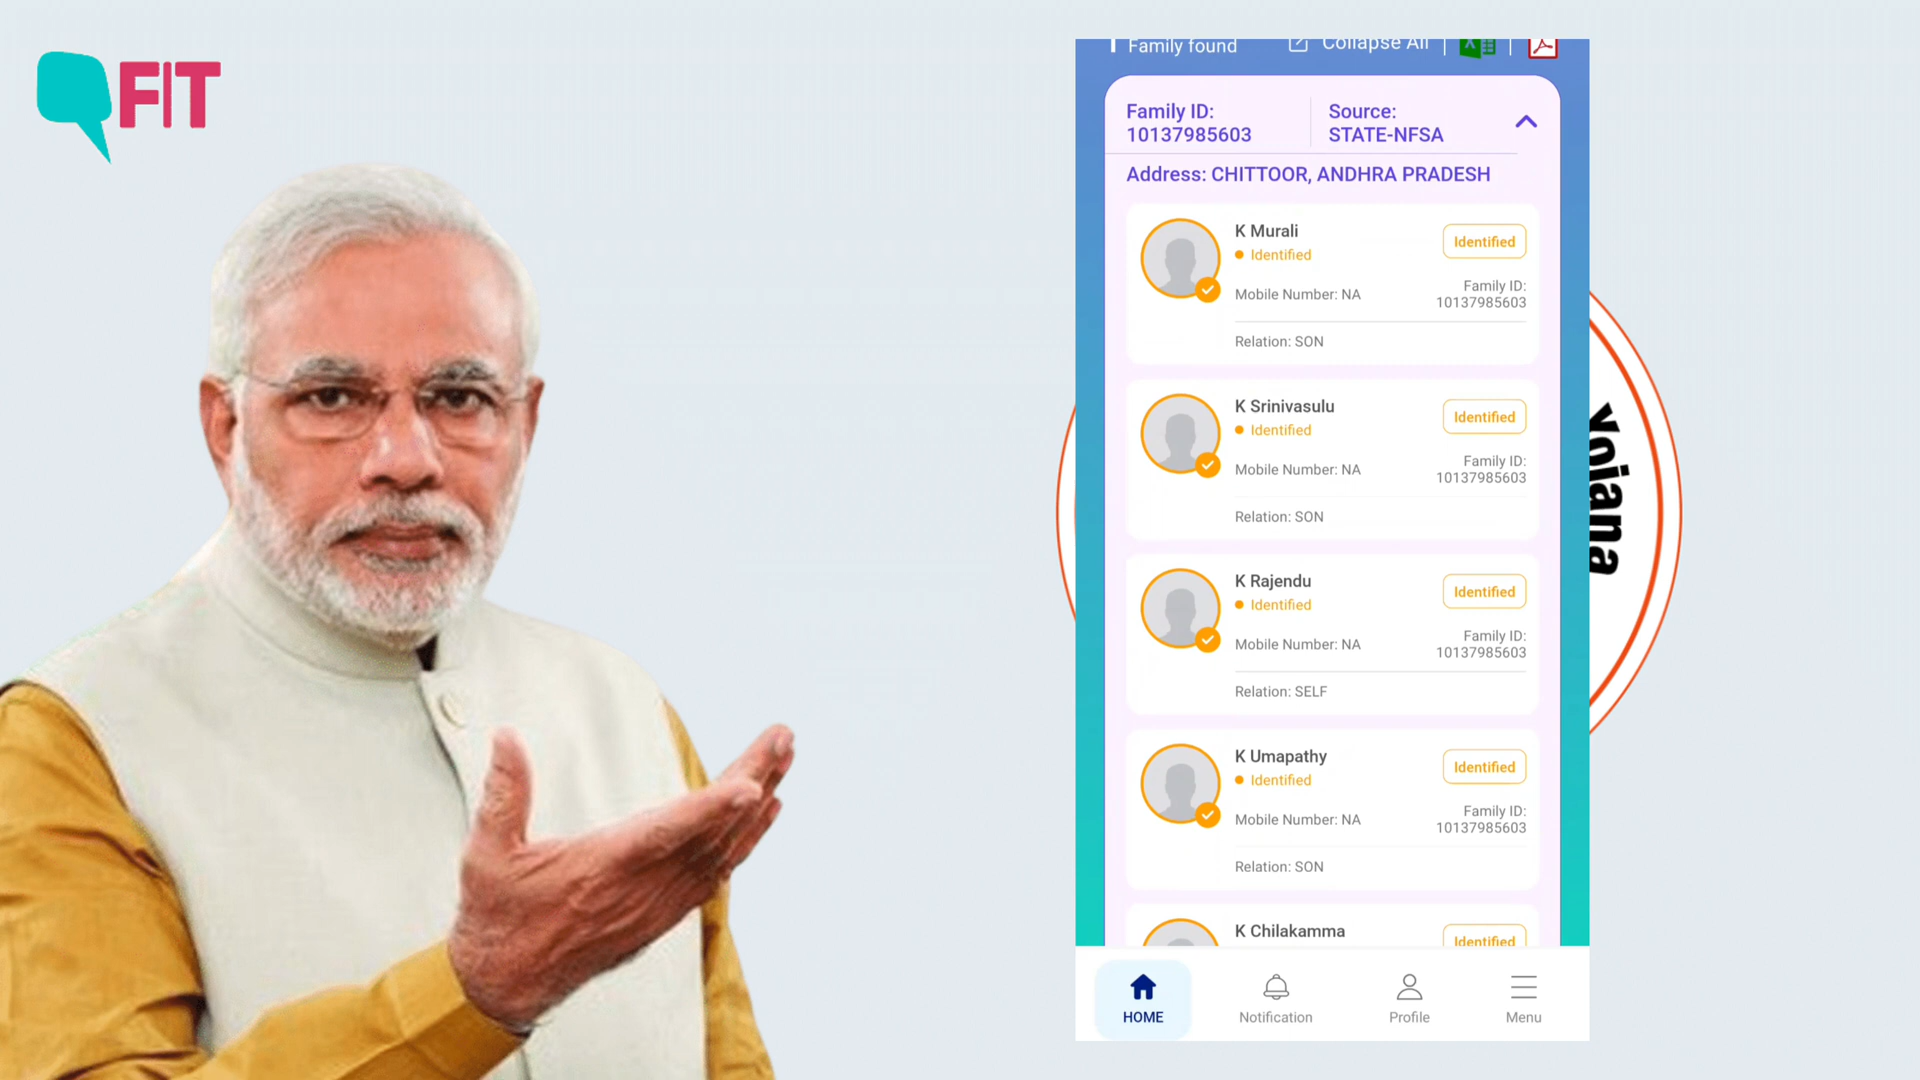 FIT
Family found
Collapse All
Family ID:
10137985603
Source:
STATE-NFSA
Address: CHITTOOR, ANDHRA PRADESH
K Murali
Identified
Identified
Mobile Number: NA
Family ID:
10137985603
Relation: SON
K Srinivasulu
Identified
Identified
Mobile Number: NA
Family ID:
10137985603
Relation: SON
K Rajendu
Identified
Identified
Mobile Number: NA
Family ID:
10137985603
Relation: SELF
K Umapathy
Identified
Identified
Mobile Number: NA
Family ID:
10137985603
Relation: SON
K Chilakamma
Identified
HOME
Notification
Profile
Menu
Yojana